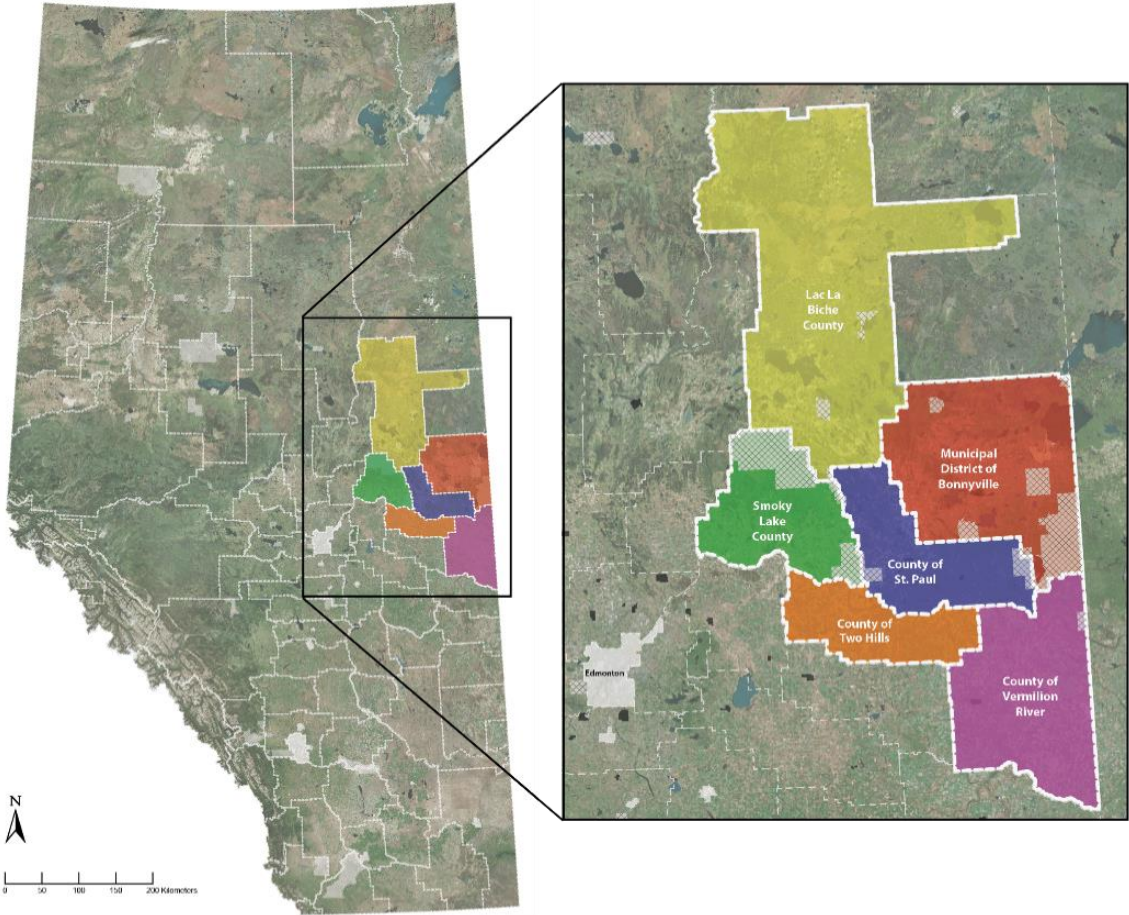 Lac La
Biche
County
Municipal
District of
Bonnyville
Smoky
Lake
County
County of
St. Paul
County of
Two Hills
Edmonton
County of
Vermilion
River
N
0 50 100 150 200 Kilometers